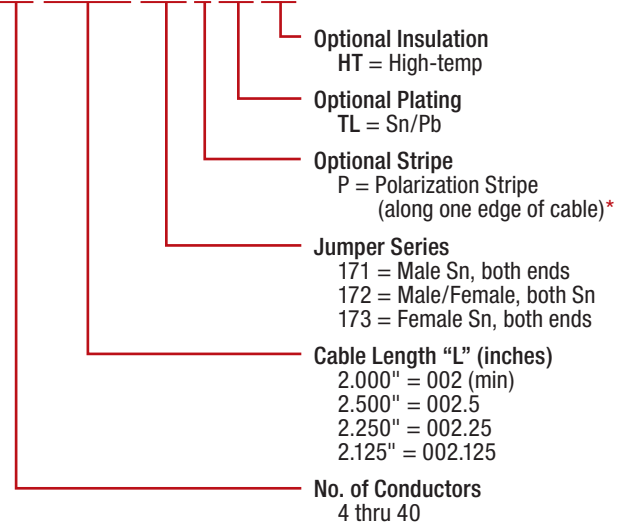 Optional Insulation
HT = High-temp
Optional Plating
TL = Sn/Pb
Optional Stripe
P = Polarization Stripe
(along one edge of cable)*
Jumper Series
171 = Male Sn, both ends
172 = Male/Female, both Sn
173 = Female Sn, both ends
Cable Length “L” (inches)
2.000" = 002 (min)
2.500" = 002.5
2.250" = 002.25
2.125" = 002.125
No. of Conductors
4 thru 40